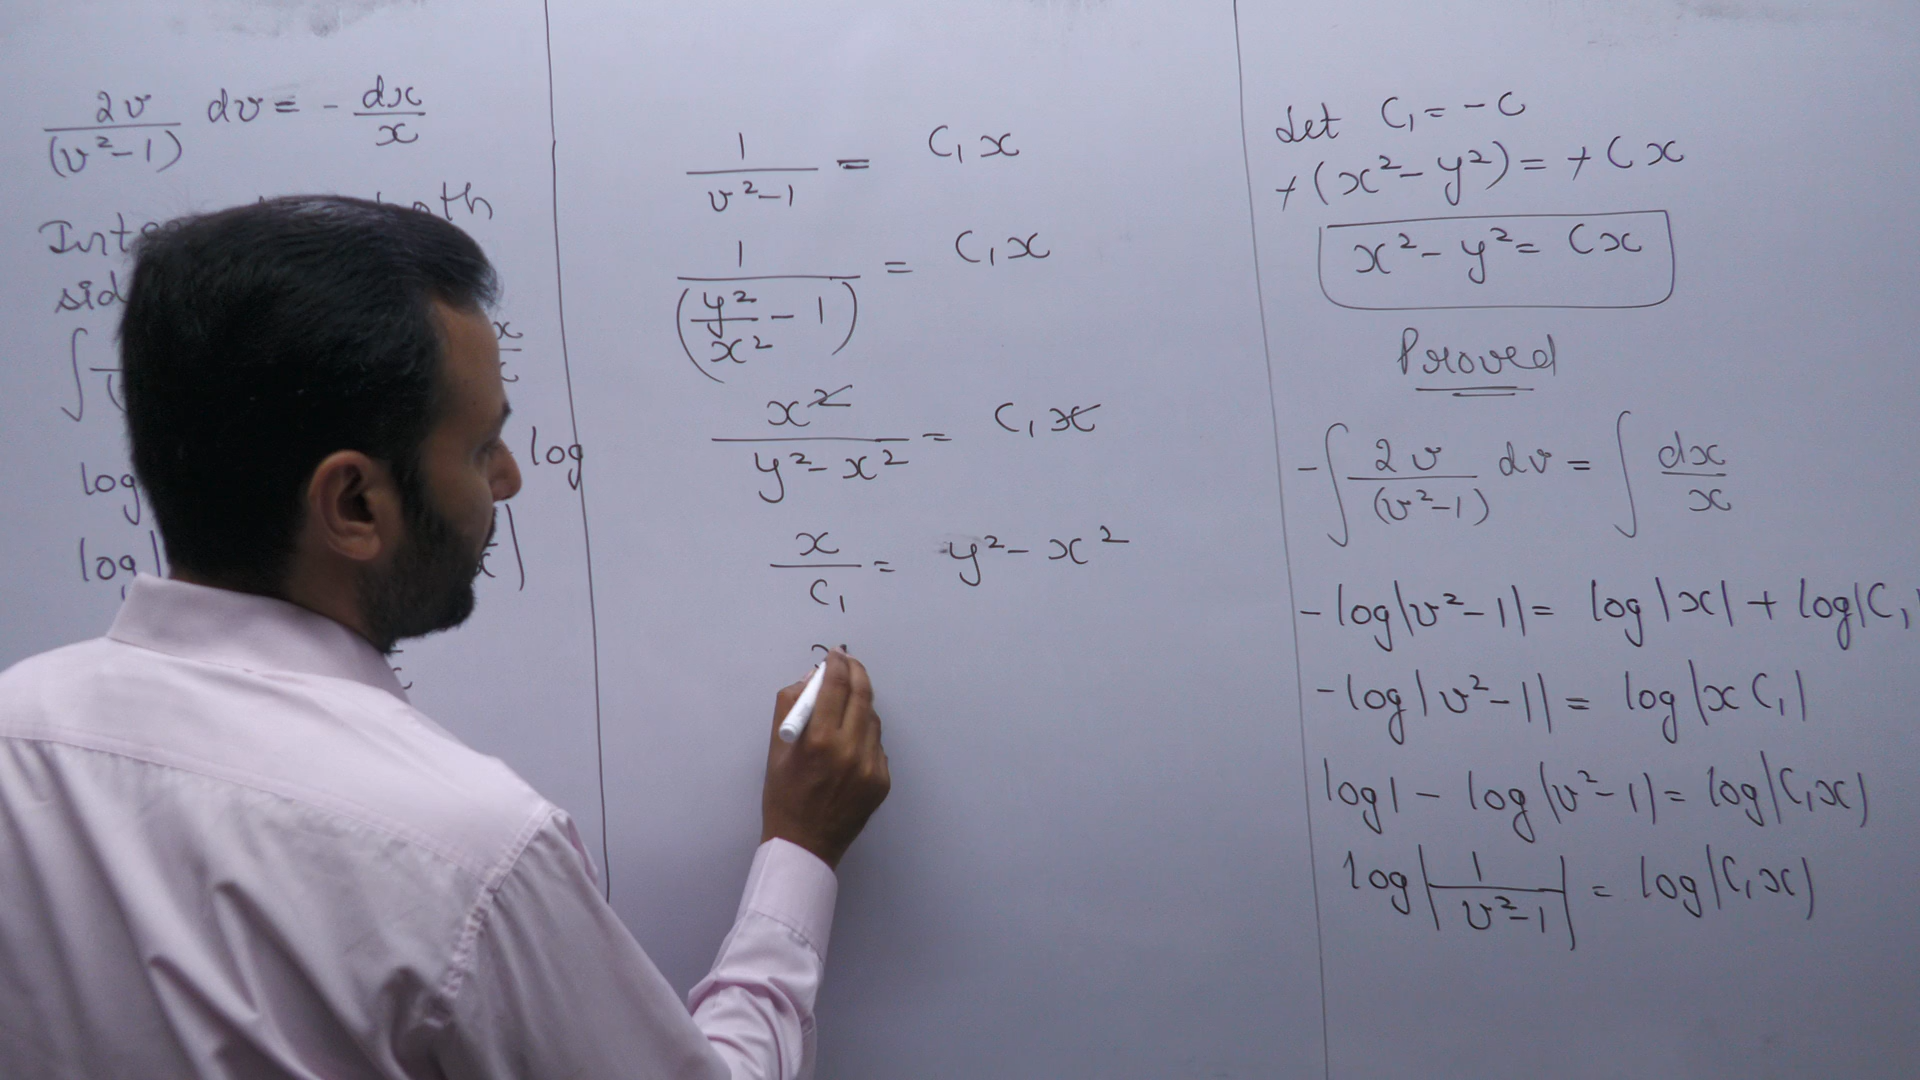 2v/(v²-1) dv = - dx/x
both
∫
log
log
log|
1/(v²-1) = C₁x
1/(y²/x² - 1) = C₁x
x²/(y²-x²) = C₁x
x/C₁ = y²-x²
Let C₁ = -C
+(x²-y²) = +Cx
x²-y² = Cx
Proved
-∫ 2v/(v²-1) dv = ∫ dx/x
-log|v²-1| = log|x| + log|C₁
-log|v²-1| = log|xC₁|
log1 - log|v²-1| = log|C₁x|
log|1/(v²-1)| = log|C₁x|